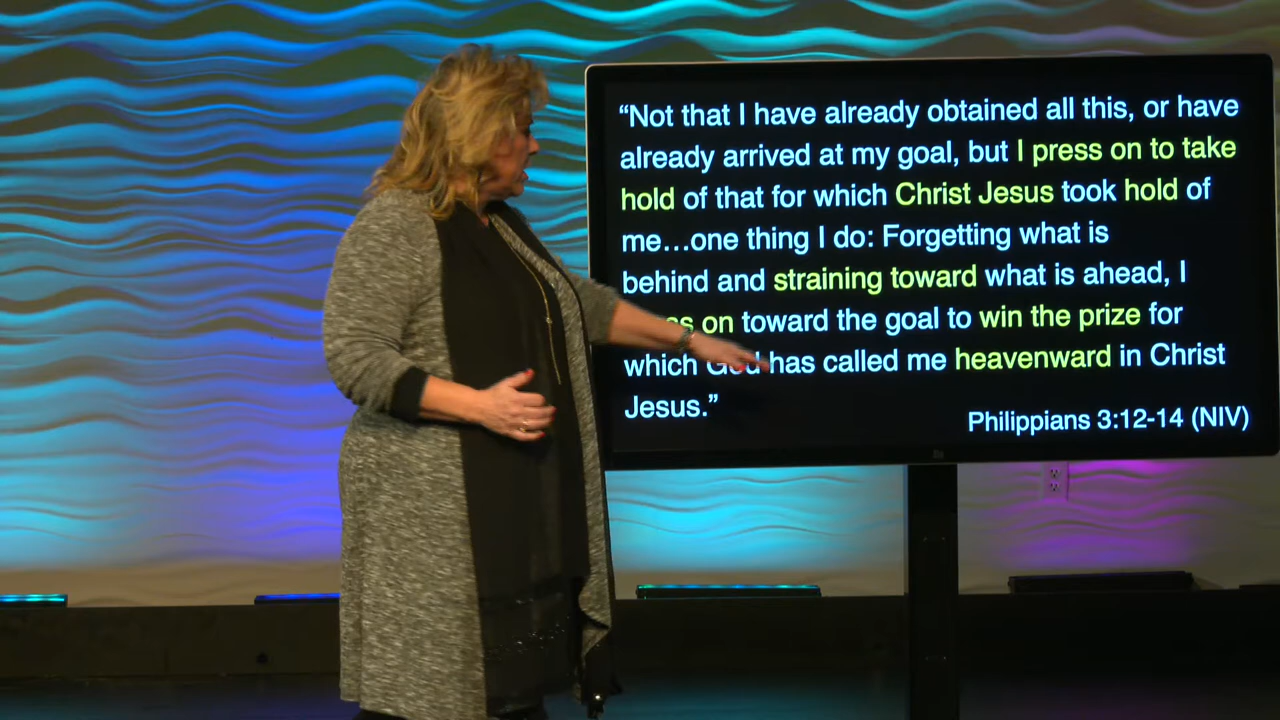 “Not that I have already obtained all this, or have
already arrived at my goal, but I press on to take
hold of that for which Christ Jesus took hold of
me…one thing I do: Forgetting what is
behind and straining toward what is ahead, I
on toward the goal to win the prize for
which God has called me heavenward in Christ
Jesus.”
Philippians 3:12-14 (NIV)